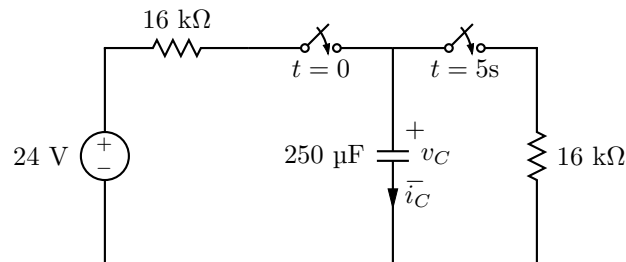 16 kΩ
t = 0
t = 5s
24 V
+
−
250 µF
+
v_C
−
i_C
16 kΩ